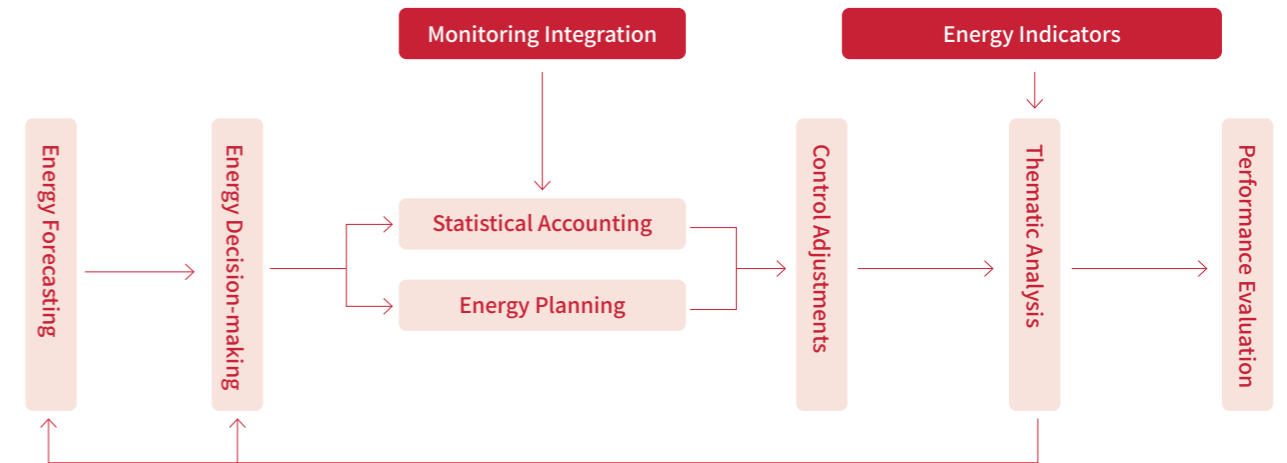 Monitoring Integration
Energy Indicators
Energy Forecasting
Energy Decision-making
Statistical Accounting
Energy Planning
Control Adjustments
Thematic Analysis
Performance Evaluation